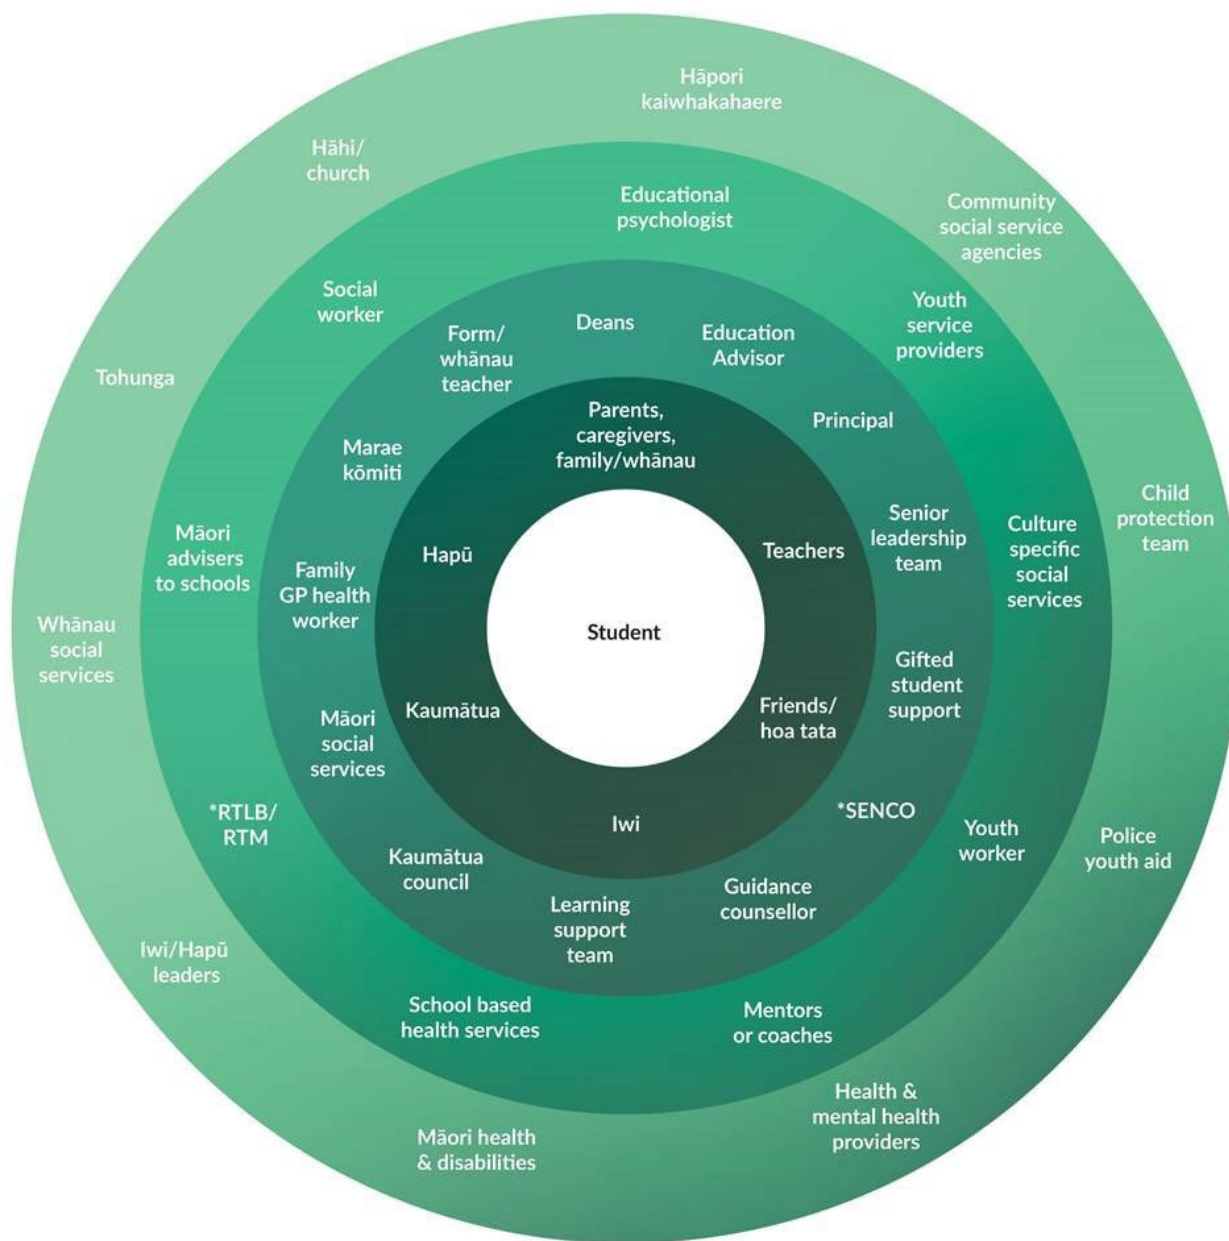 Hāpori
kaiwhakahaere
Hāhi/
church
Community
social service
agencies
Tohunga
Child
protection
team
Whānau
social
services
Police
youth aid
Iwi/Hapū
leaders
Health &
mental health
providers
Māori health
& disabilities
Educational
psychologist
Social
worker
Youth
service
providers
Māori
advisers
to schools
Culture
specific
social
services
*RTLB/
RTM
Youth
worker
School based
health services
Mentors
or coaches
Deans
Form/
whānau
teacher
Education
Advisor
Marae
kōmiti
Principal
Family
GP health
worker
Senior
leadership
team
Māori
social
services
Gifted
student
support
Kaumātua
council
*SENCO
Learning
support
team
Guidance
counsellor
Parents,
caregivers,
family/whānau
Hapū
Teachers
Kaumātua
Friends/
hoa tata
Iwi
Student